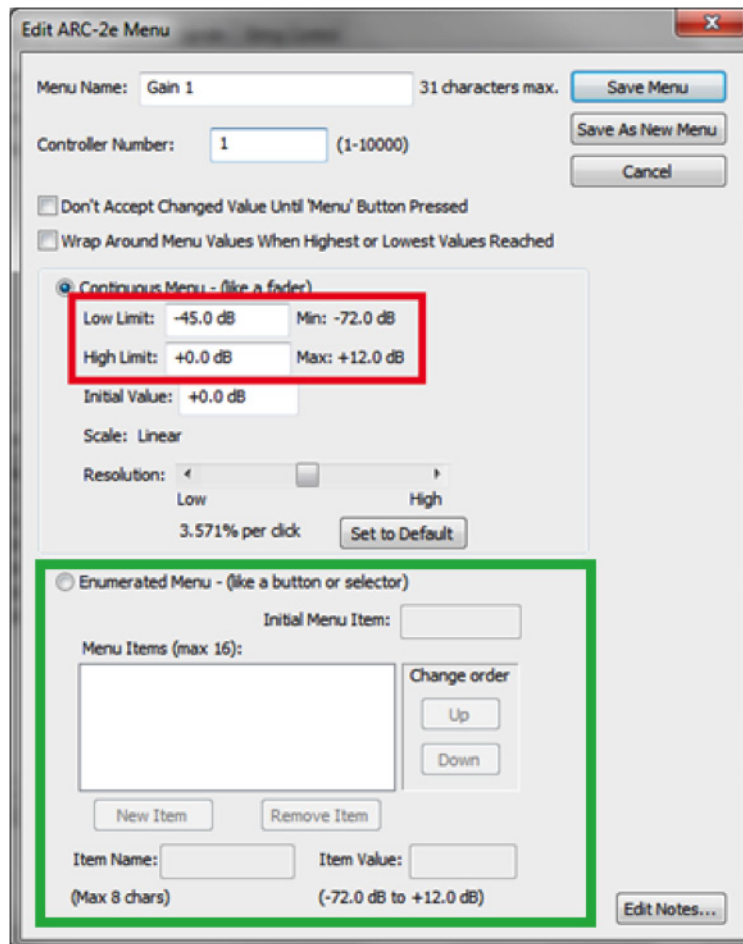 Edit ARC-2e Menu
Menu Name: Gain 1 31 characters max. Save Menu
Controller Number: 1 (1-10000) Save As New Menu
Cancel
Don't Accept Changed Value Until 'Menu' Button Pressed
Wrap Around Menu Values When Highest or Lowest Values Reached
Continuous Menu - (like a fader)
Low Limit: -45.0 dB Min: -72.0 dB
High Limit: +0.0 dB Max: +12.0 dB
Initial Value: +0.0 dB
Scale: Linear
Resolution:
Low High
3.571% per click Set to Default
Enumerated Menu - (like a button or selector)
Initial Menu Item:
Menu Items (max 16):
Change order
Up
Down
New Item Remove Item
Item Name: Item Value:
(Max 8 chars) (-72.0 dB to +12.0 dB)
Edit Notes...